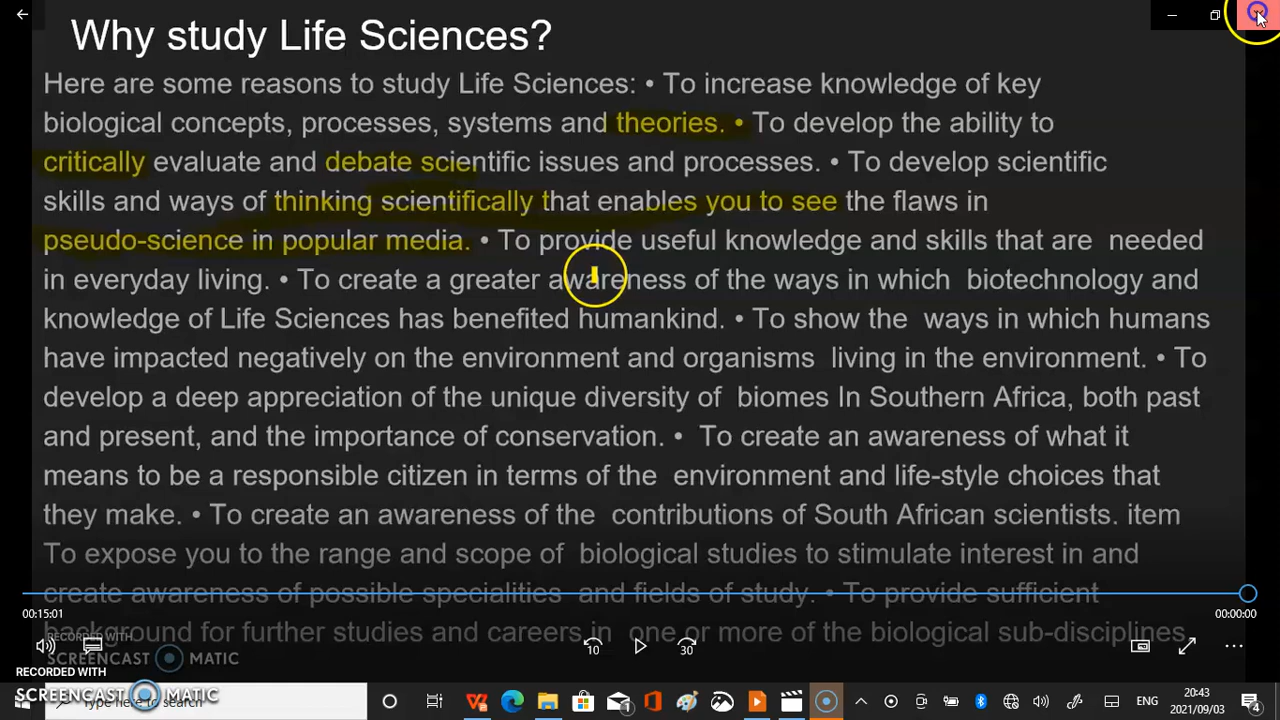 Why study Life Sciences?
Here are some reasons to study Life Sciences: • To increase knowledge of key
biological concepts, processes, systems and theories. • To develop the ability to
critically evaluate and debate scientific issues and processes. • To develop scientific
skills and ways of thinking scientifically that enables you to see the flaws in
pseudo-science in popular media. • To provide useful knowledge and skills that are needed
in everyday living. • To create a greater awareness of the ways in which biotechnology and
knowledge of Life Sciences has benefited humankind. • To show the ways in which humans
have impacted negatively on the environment and organisms living in the environment. • To
develop a deep appreciation of the unique diversity of biomes In Southern Africa, both past
and present, and the importance of conservation. • To create an awareness of what it
means to be a responsible citizen in terms of the environment and life-style choices that
they make. • To create an awareness of the contributions of South African scientists. item
To expose you to the range and scope of biological studies to stimulate interest in and
create awareness of possible specialities and fields of study. • To provide sufficient
00:15:01
00:00:00
background for further studies and careers in one or more of the biological sub-disciplines.
RECORDED WITH
10
30
SCREENCAST MATIC
RECORDED WITH
SCREENCAST MATIC
Type here to search
1
ENG
20:43
2021/09/03
4